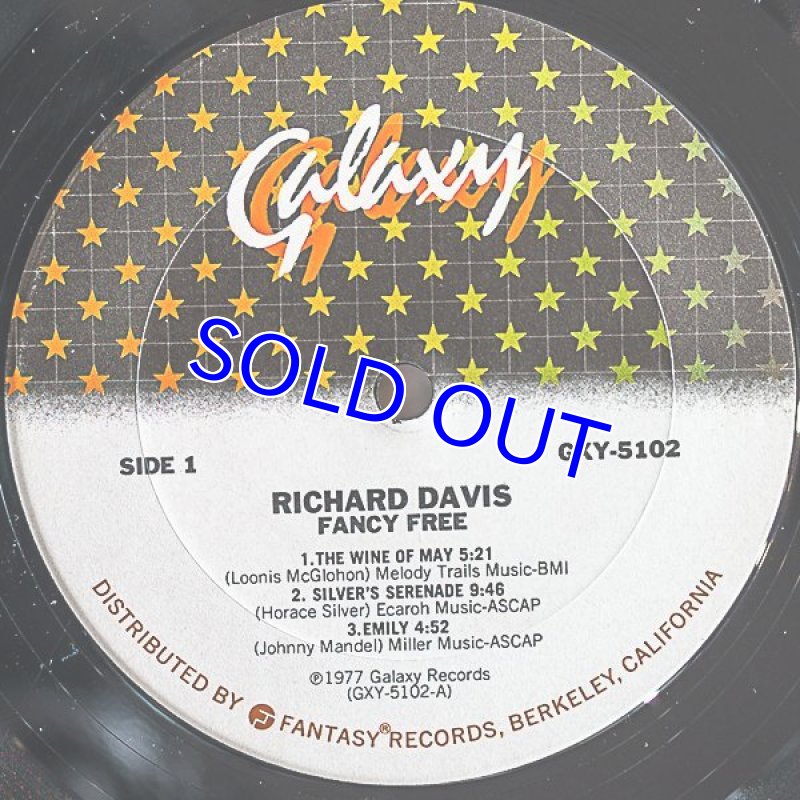 Galaxy
SOLD OUT
SIDE 1
GXY-5102
RICHARD DAVIS
FANCY FREE
1.THE WINE OF MAY 5:21
(Loonis McGlohon) Melody Trails Music-BMI
2. SILVER'S SERENADE 9:46
(Horace Silver) Ecaroh Music-ASCAP
3.EMILY 4:52
(Johnny Mandel) Miller Music-ASCAP
℗1977 Galaxy Records
(GXY-5102-A)
DISTRIBUTED BY FANTASY® RECORDS, BERKELEY, CALIFORNIA